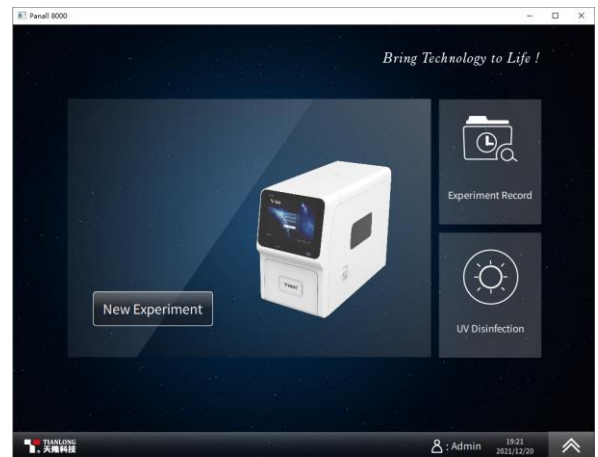 Panall 8000
Bring Technology to Life !
Experiment Record
New Experiment
UV Disinfection
TIANLONG
天隆科技
: Admin
19:21
2021/12/20